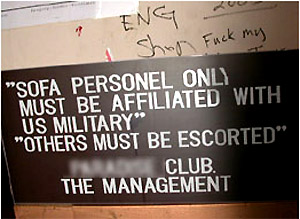 ENG
Shop Fuck my
"SOFA PERSONEL ONLY
MUST BE AFFILIATED WITH
US MILITARY"
"OTHERS MUST BE ESCORTED"
CLUB.
THE MANAGEMENT